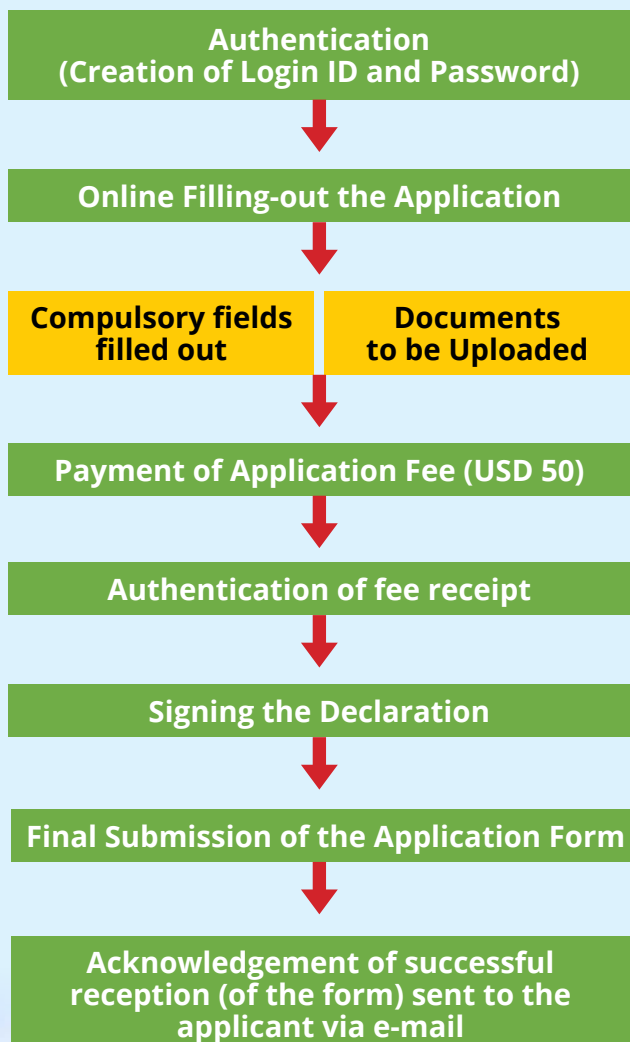 Authentication
(Creation of Login ID and Password)
Online Filling-out the Application
Compulsory fields
filled out
Documents
to be Uploaded
Payment of Application Fee (USD 50)
Authentication of fee receipt
Signing the Declaration
Final Submission of the Application Form
Acknowledgement of successful
reception (of the form) sent to the
applicant via e-mail